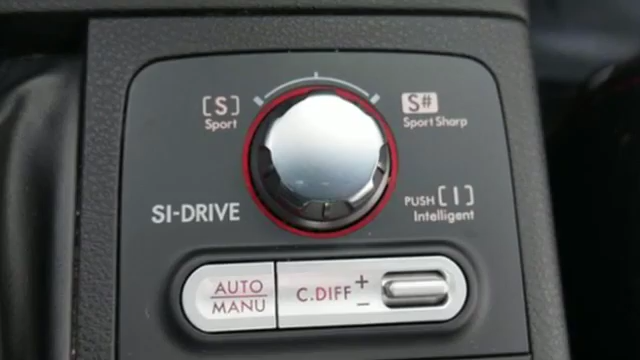 [S]
Sport
S#
Sport Sharp
SI-DRIVE
PUSH [I]
Intelligent
AUTO
MANU
C.DIFF + −